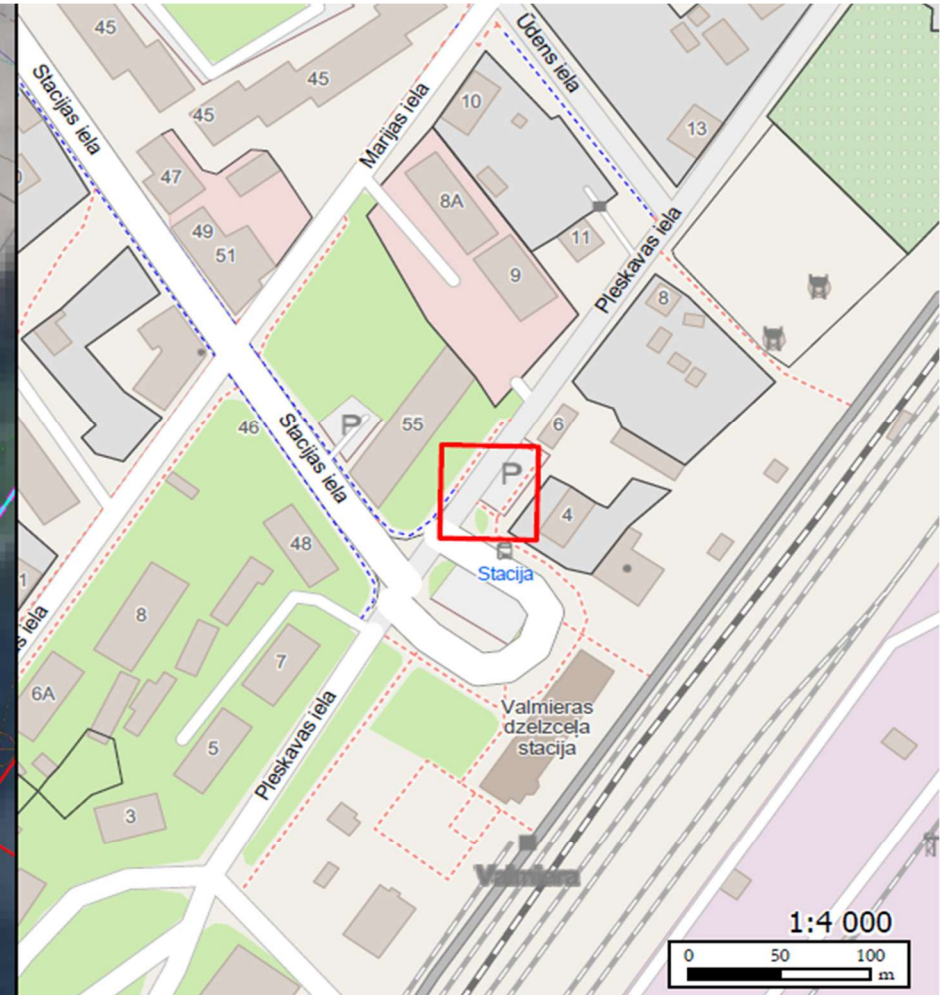 45
Ūdens iela
Stacijas iela
45
10
45
Marijas iela
13
47
8A
49
51
11
Pleskavas iela
9
8
P
55
6
46
Stacijas iela
P
4
48
Stacija
1
8
s iela
7
6A
Valmieras
dzelzceļa
stacija
5
Pleskavas iela
3
Valmiera
1:4 000
0 50 100
m